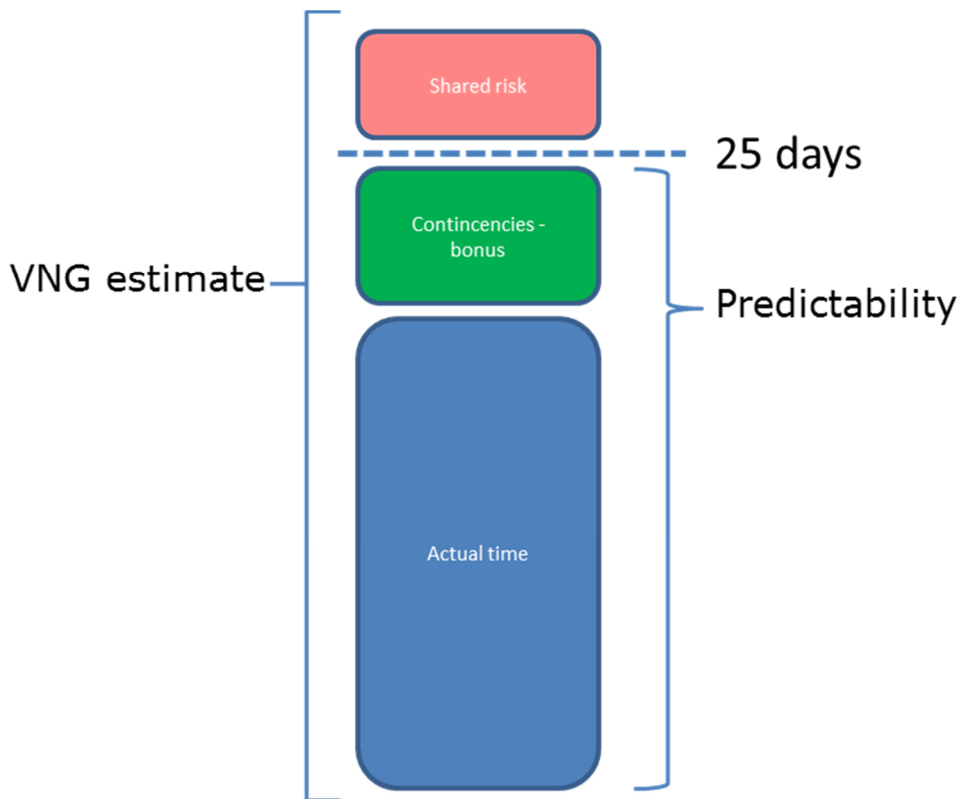 Shared risk
25 days
Contincencies -
bonus
VNG estimate
Predictability
Actual time